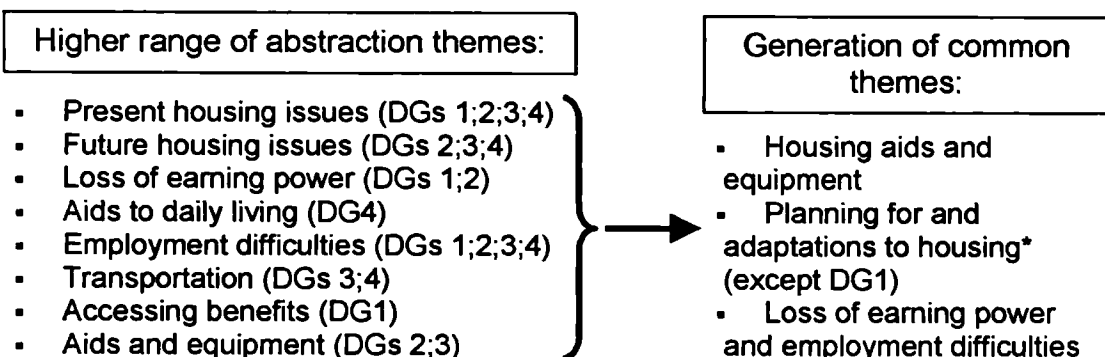 Higher range of abstraction themes:
▪ Present housing issues (DGs 1;2;3;4)
▪ Future housing issues (DGs 2;3;4)
▪ Loss of earning power (DGs 1;2)
▪ Aids to daily living (DG4)
▪ Employment difficulties (DGs 1;2;3;4)
▪ Transportation (DGs 3;4)
▪ Accessing benefits (DG1)
▪ Aids and equipment (DGs 2;3)
Generation of common
themes:
▪ Housing aids and
equipment
▪ Planning for and
adaptations to housing*
(except DG1)
▪ Loss of earning power
and employment difficulties